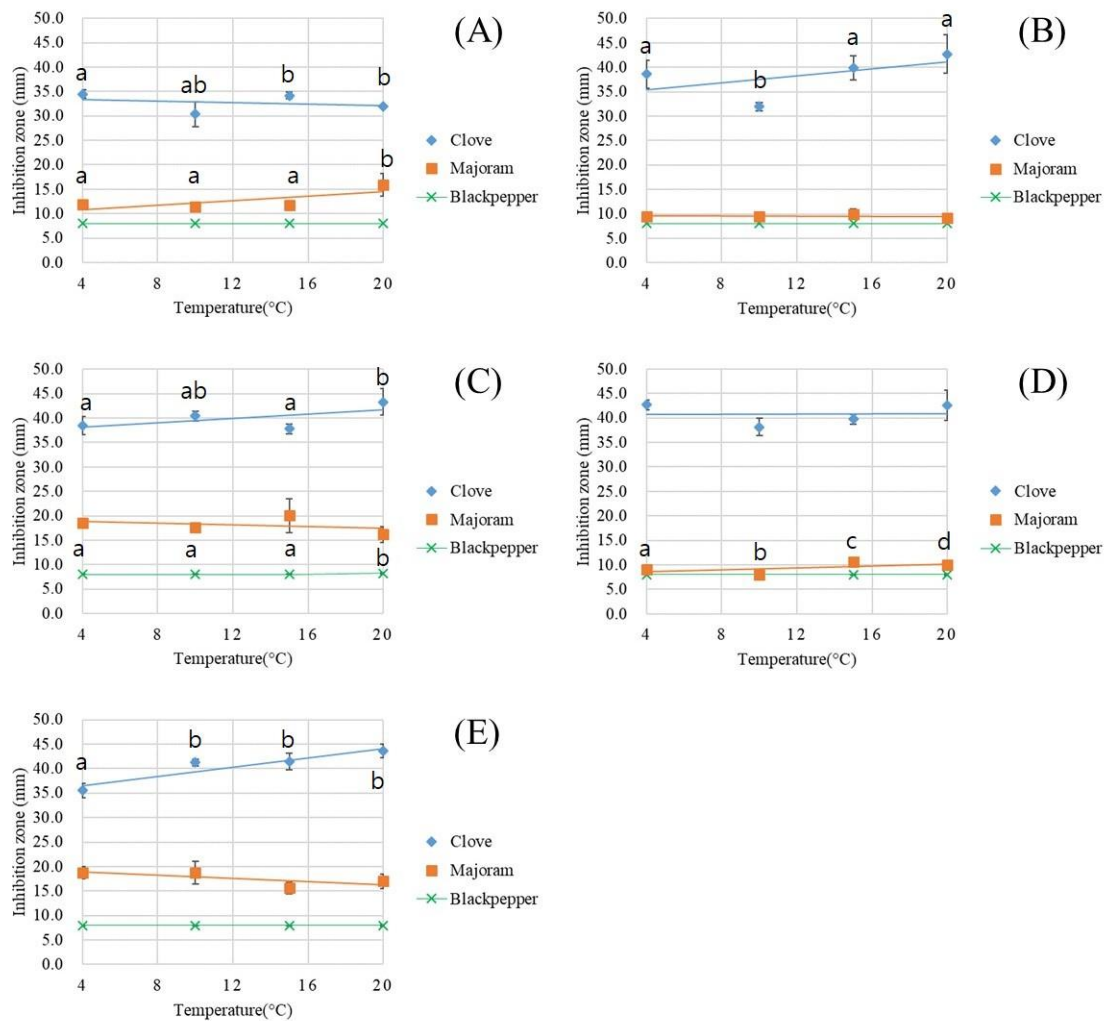 (A)
Inhibition zone (mm)
50.0
45.0
40.0
35.0
30.0
25.0
20.0
15.0
10.0
5.0
0.0
a ab b b
a a a b
4 8 12 16 20
Temperature(°C)
Clove
Majoram
Blackpepper
(B)
Inhibition zone (mm)
50.0
45.0
40.0
35.0
30.0
25.0
20.0
15.0
10.0
5.0
0.0
a b a a
4 8 12 16 20
Temperature(°C)
Clove
Majoram
Blackpepper
(C)
Inhibition zone (mm)
50.0
45.0
40.0
35.0
30.0
25.0
20.0
15.0
10.0
5.0
0.0
a ab a b
a a a b
4 8 12 16 20
Temperature(°C)
Clove
Majoram
Blackpepper
(D)
Inhibition zone (mm)
50.0
45.0
40.0
35.0
30.0
25.0
20.0
15.0
10.0
5.0
0.0
a b c d
4 8 12 16 20
Temperature(°C)
Clove
Majoram
Blackpepper
(E)
Inhibition zone (mm)
50.0
45.0
40.0
35.0
30.0
25.0
20.0
15.0
10.0
5.0
0.0
a b b b
4 8 12 16 20
Temperature(°C)
Clove
Majoram
Blackpepper